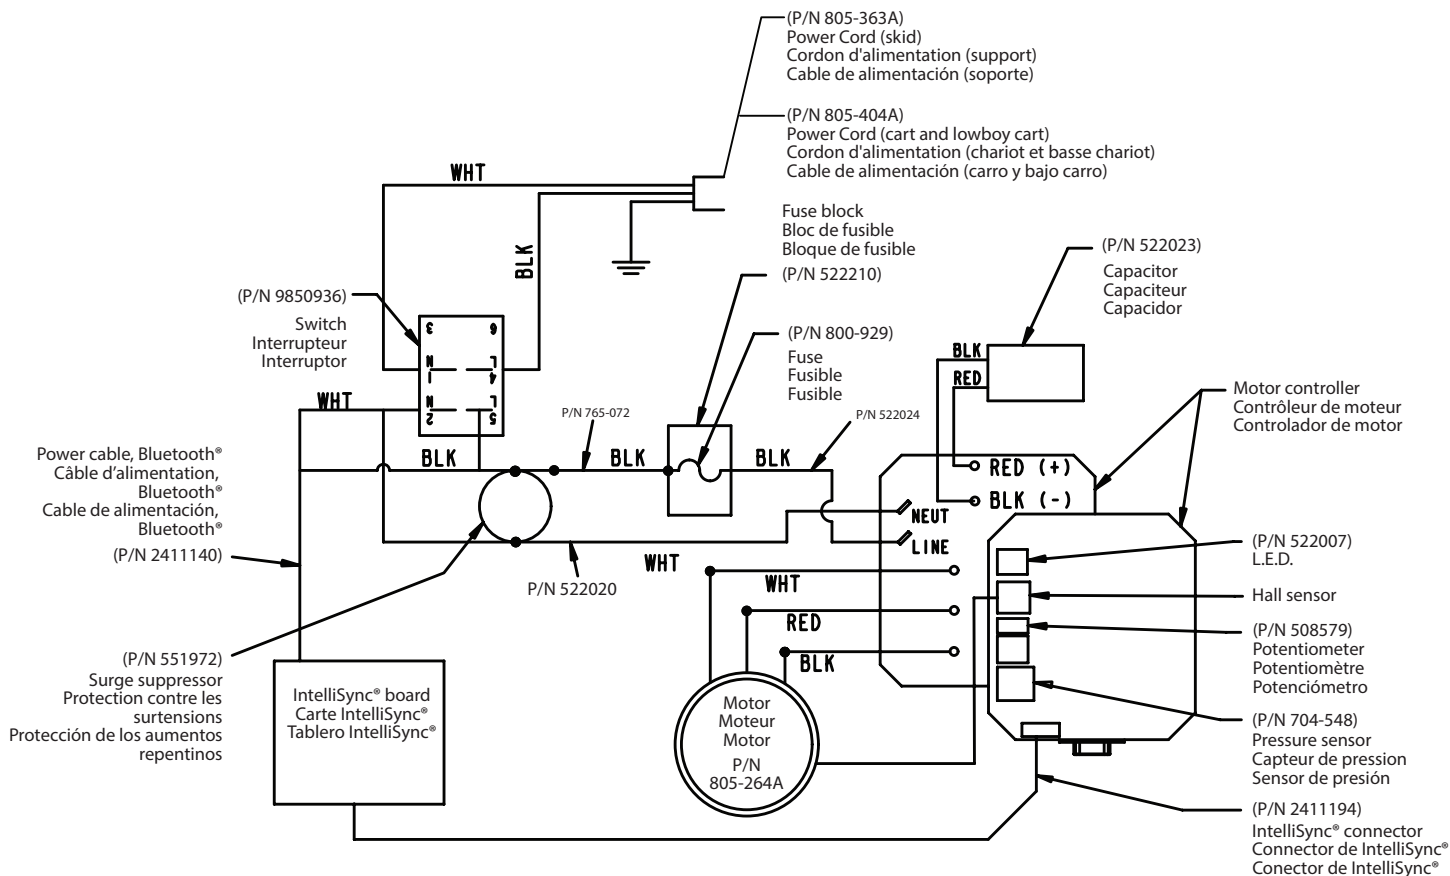 (P/N 805-363A)
Power Cord (skid)
Cordon d'alimentation (support)
Cable de alimentación (soporte)
(P/N 805-404A)
Power Cord (cart and lowboy cart)
Cordon d'alimentation (chariot et basse chariot)
Cable de alimentación (carro y bajo carro)
WHT
BLK
Fuse block
Bloc de fusible
Bloque de fusible
(P/N 522210)
(P/N 522023)
Capacitor
Capaciteur
Capacidor
(P/N 9850936)
Switch
Interrupteur
Interruptor
3
6
N
L
1
4
N
L
2
5
(P/N 800-929)
Fuse
Fusible
Fusible
BLK
RED
Motor controller
Contrôleur de moteur
Controlador de motor
WHT
P/N 765-072
P/N 522024
Power cable, Bluetooth®
Câble d’alimentation,
Bluetooth®
Cable de alimentación,
Bluetooth®
(P/N 2411140)
BLK
BLK
BLK
RED (+)
BLK (-)
NEUT
LINE
WHT
P/N 522020
WHT
RED
BLK
(P/N 522007)
L.E.D.
Hall sensor
(P/N 508579)
Potentiometer
Potentiomètre
Potenciómetro
(P/N 551972)
Surge suppressor
Protection contre les
surtensions
Protección de los aumentos
repentinos
IntelliSync® board
Carte IntelliSync®
Tablero IntelliSync®
Motor
Moteur
Motor
P/N
805-264A
(P/N 704-548)
Pressure sensor
Capteur de pression
Sensor de presión
(P/N 2411194)
IntelliSync® connector
Connector de IntelliSync®
Conector de IntelliSync®